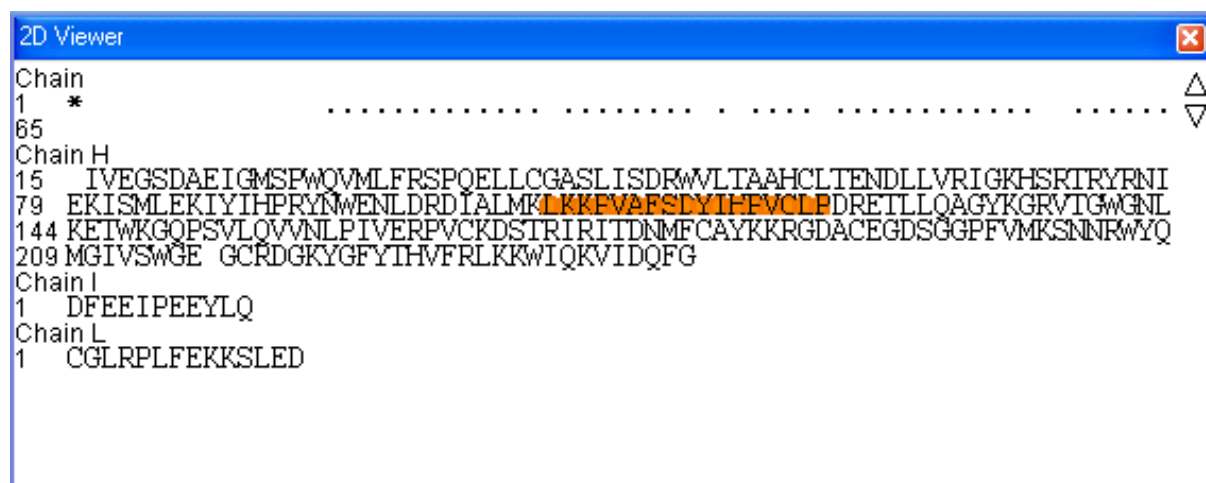 2D Viewer
Chain
1 * ............. ........ . .... ............. ......
65
Chain H
15 IVEGSDAEIGMSPWQVMLFRSPQELLCGASLISDRWVLTAAHCLTENDLLVRIGKHSRTRYRNI
79 EKISMLEKIYIHPRYNWENLDRDIALMKLKKPVAFSDYIHPVCLPDRETLLQAGYKGRVTGWGNL
144 KETWKGQPSVLQVVNLPIVERPVCKDSTRIRITDNMFCAYKKRGDACEGDSGGPFVMKSNNRWYQ
209 MGIVSWGE GCRDGKYGFYTHVFRLKKWIQKVIDQFG
Chain I
1 DFEEIPEEYLQ
Chain L
1 CGLRPLFEKKSLED